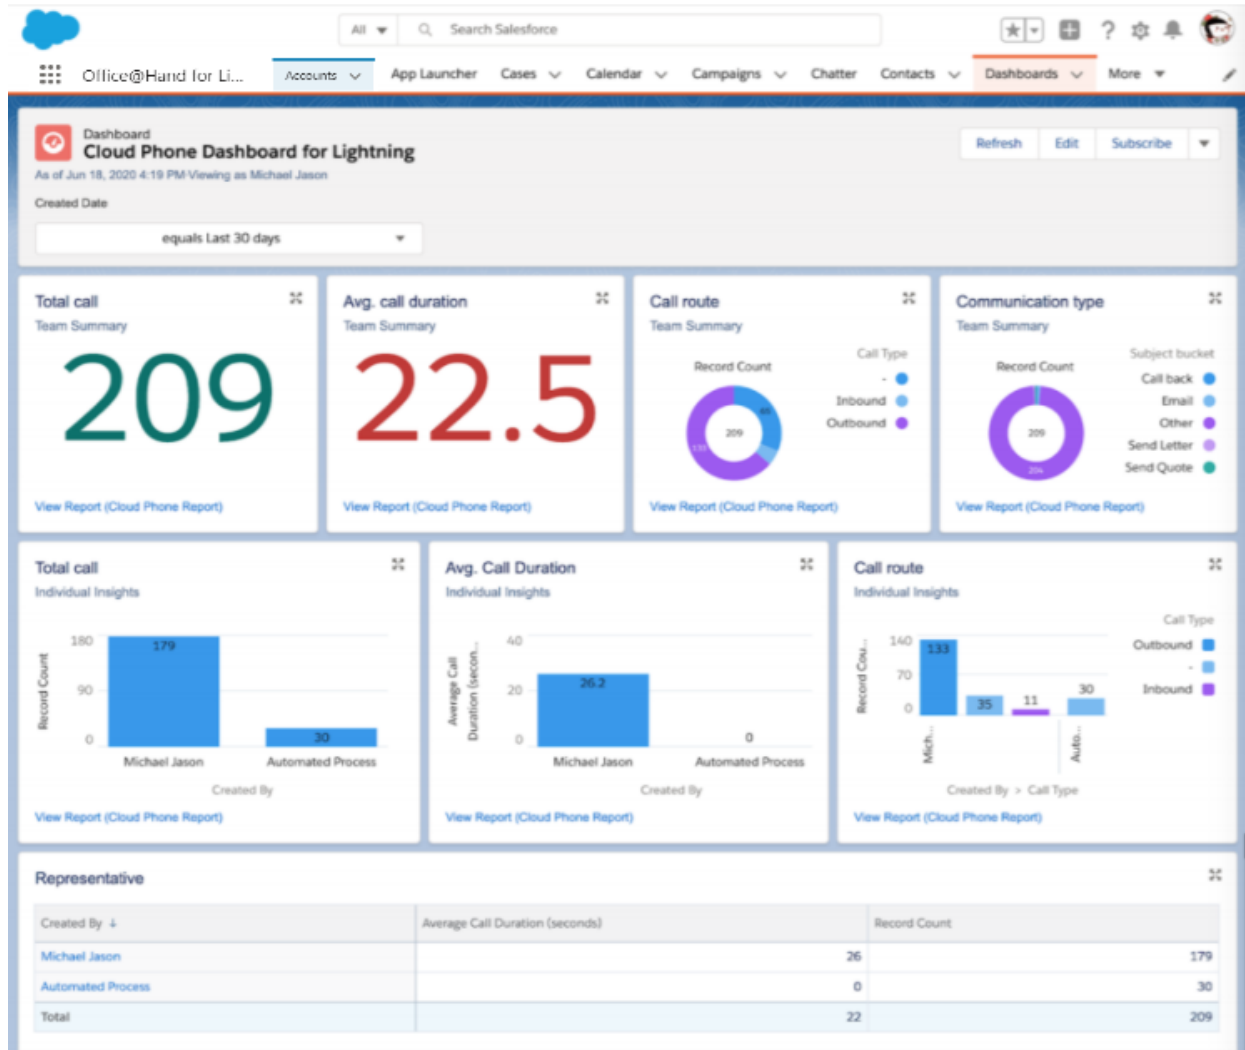 All
Search Salesforce
Office@Hand for Li...
Accounts
App Launcher
Cases
Calendar
Campaigns
Chatter
Contacts
Dashboards
More
Dashboard
Cloud Phone Dashboard for Lightning
As of Jun 18, 2020 4:19 PM·Viewing as Michael Jason
Refresh
Edit
Subscribe
Created Date
equals Last 30 days
Total call
Team Summary
209
View Report (Cloud Phone Report)
Avg. call duration
Team Summary
22.5
View Report (Cloud Phone Report)
Call route
Team Summary
Record Count
Call Type
-
Inbound
Outbound
209
133
View Report (Cloud Phone Report)
Communication type
Team Summary
Record Count
Subject bucket
Call back
Email
Other
Send Letter
Send Quote
209
204
View Report (Cloud Phone Report)
Total call
Individual Insights
Record Count
180
90
0
179
30
Michael Jason
Automated Process
Created By
View Report (Cloud Phone Report)
Avg. Call Duration
Individual Insights
Average Call
Duration (secon...
40
20
0
26.2
0
Michael Jason
Automated Process
Created By
View Report (Cloud Phone Report)
Call route
Individual Insights
Record Cou...
140
70
0
133
35
11
30
Mich...
Auto...
Created By > Call Type
Call Type
Outbound
-
Inbound
View Report (Cloud Phone Report)
Representative
Created By ↓
Average Call Duration (seconds)
Record Count
Michael Jason
26
179
Automated Process
0
30
Total
22
209